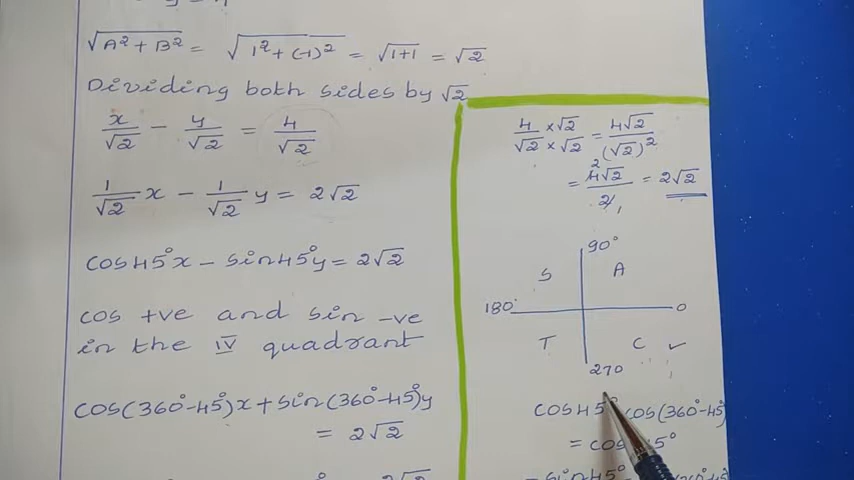 √A² + B² = √1² + (-1)² = √1+1 = √2
Dividing both sides by √2
x/√2 - y/√2 = 4/√2
1/√2 x - 1/√2 y = 2√2
cos45°x - sin45°y = 2√2
cos +ve and sin -ve
in the IV quadrant
cos(360°-45°)x + sin(360°-45°)y
= 2√2
4/√2 × √2/√2 = 4√2/(√2)²
= 4√2/2 = 2√2
90°
S A
180° 0
T C ✓
270
cos45° cos(360°-45°)